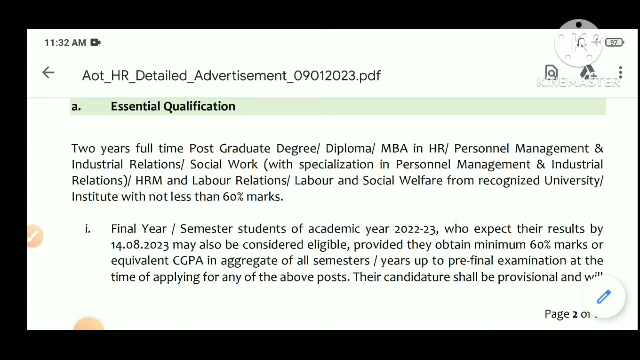 11:32 AM 97
Aot_HR_Detailed_Advertisement_09012023.pdf
KINEMASTER
a. Essential Qualification
Two years full time Post Graduate Degree/ Diploma/ MBA in HR/ Personnel Management &
Industrial Relations/ Social Work (with specialization in Personnel Management & Industrial
Relations)/ HRM and Labour Relations/ Labour and Social Welfare from recognized University/
Institute with not less than 60% marks.
i. Final Year / Semester students of academic year 2022-23, who expect their results by
14.08.2023 may also be considered eligible, provided they obtain minimum 60% marks or
equivalent CGPA in aggregate of all semesters / years up to pre-final examination at the
time of applying for any of the above posts. Their candidature shall be provisional and will
Page 2 of